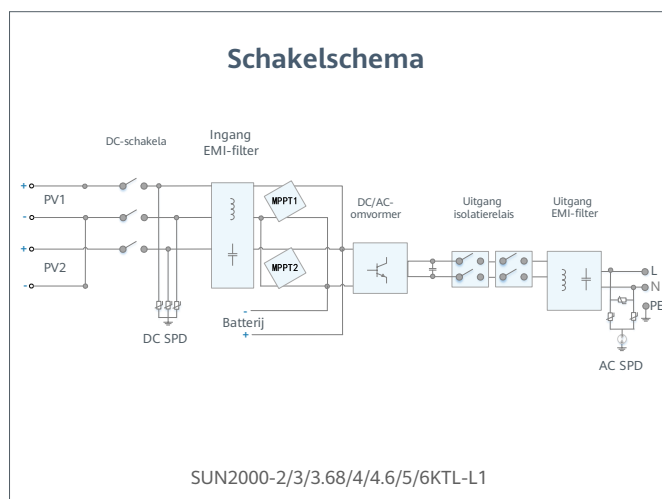 Schakelschema
DC-schakela
Ingang
EMI-filter
DC/AC-
omvormer
Uitgang
isolatierelais
Uitgang
EMI-filter
+
PV1
-
+
PV2
-
MPPT1
MPPT2
DC SPD
-
Batterij
+
L
N
PE
AC SPD
SUN2000-2/3/3.68/4/4.6/5/6KTL-L1